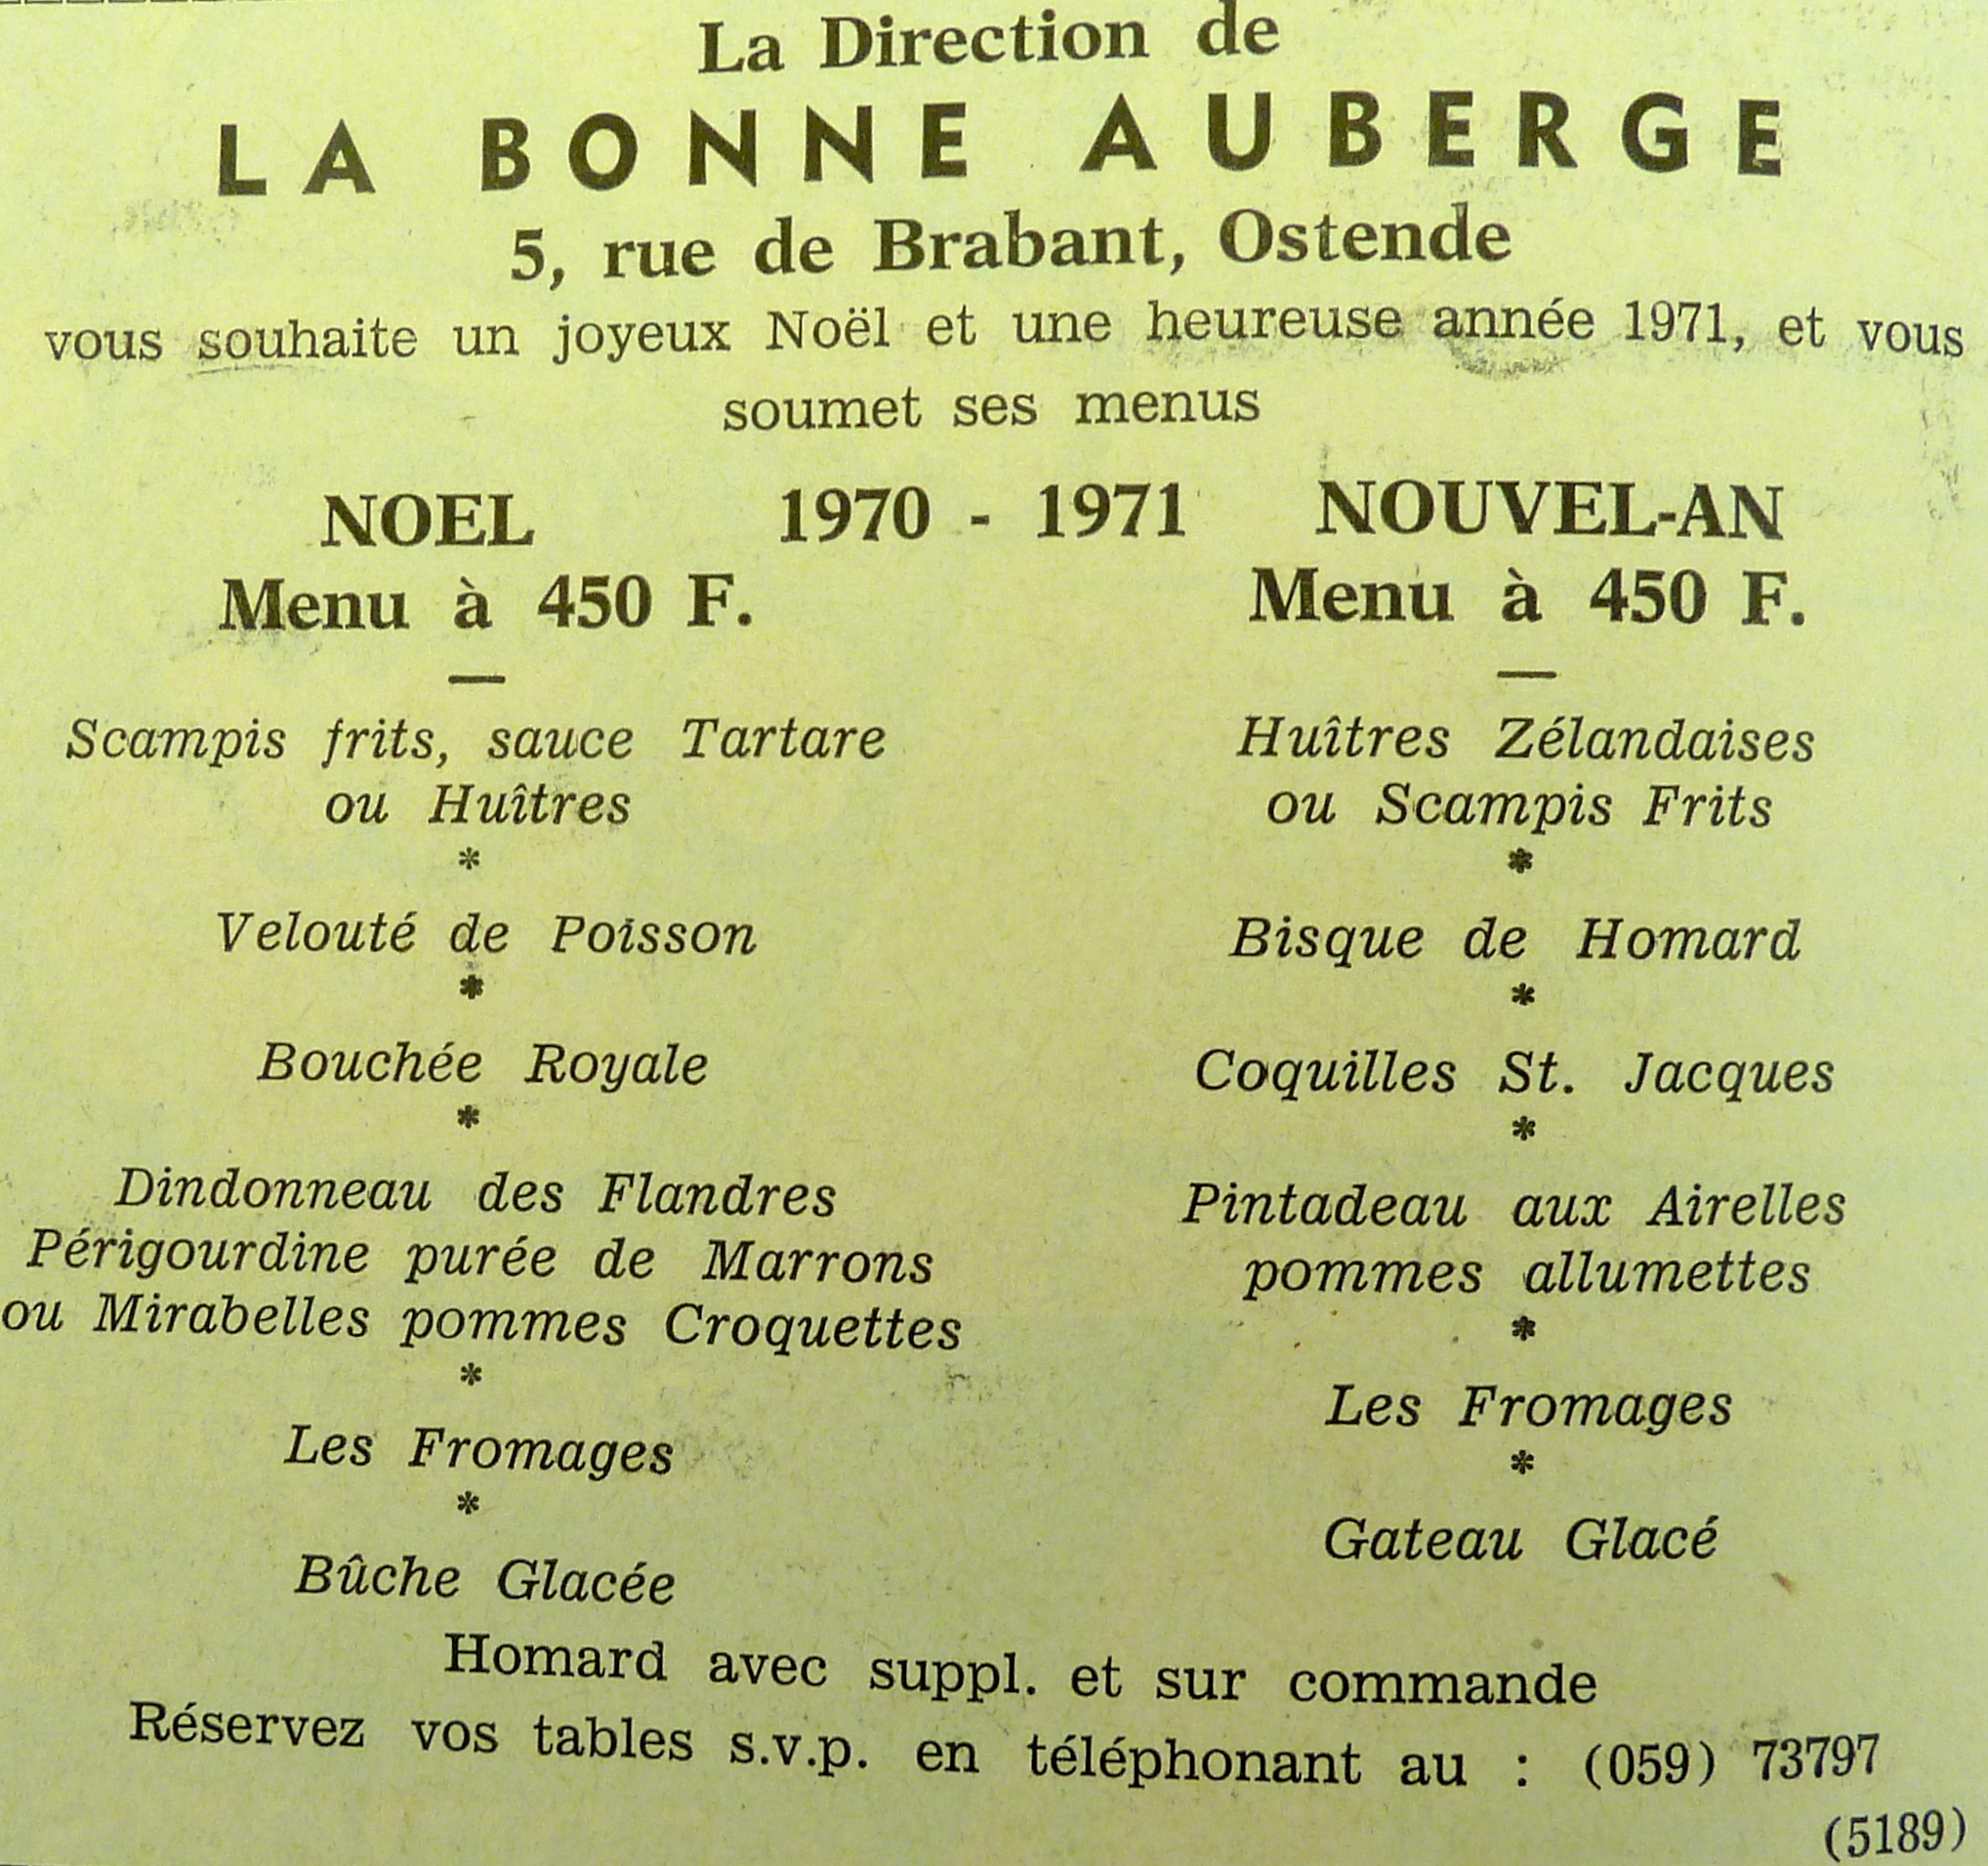 La Direction de
LA BONNE AUBERGE
5, rue de Brabant, Ostende
vous souhaite un joyeux Noël et une heureuse année 1971, et vous
soumet ses menus
NOEL 1970 - 1971 NOUVEL-AN
Menu à 450 F.
Scampis frits, sauce Tartare
ou Huîtres
*
Velouté de Poisson
*
Bouchée Royale
*
Dindonneau des Flandres
Périgourdine purée de Marrons
ou Mirabelles pommes Croquettes
*
Les Fromages
*
Bûche Glacée
Menu à 450 F.
Huîtres Zélandaises
ou Scampis Frits
*
Bisque de Homard
*
Coquilles St. Jacques
*
Pintadeau aux Airelles
pommes allumettes
*
Les Fromages
*
Gateau Glacé
Homard avec suppl. et sur commande
Réservez vos tables s.v.p. en téléphonant au : (059) 73797
(5189)